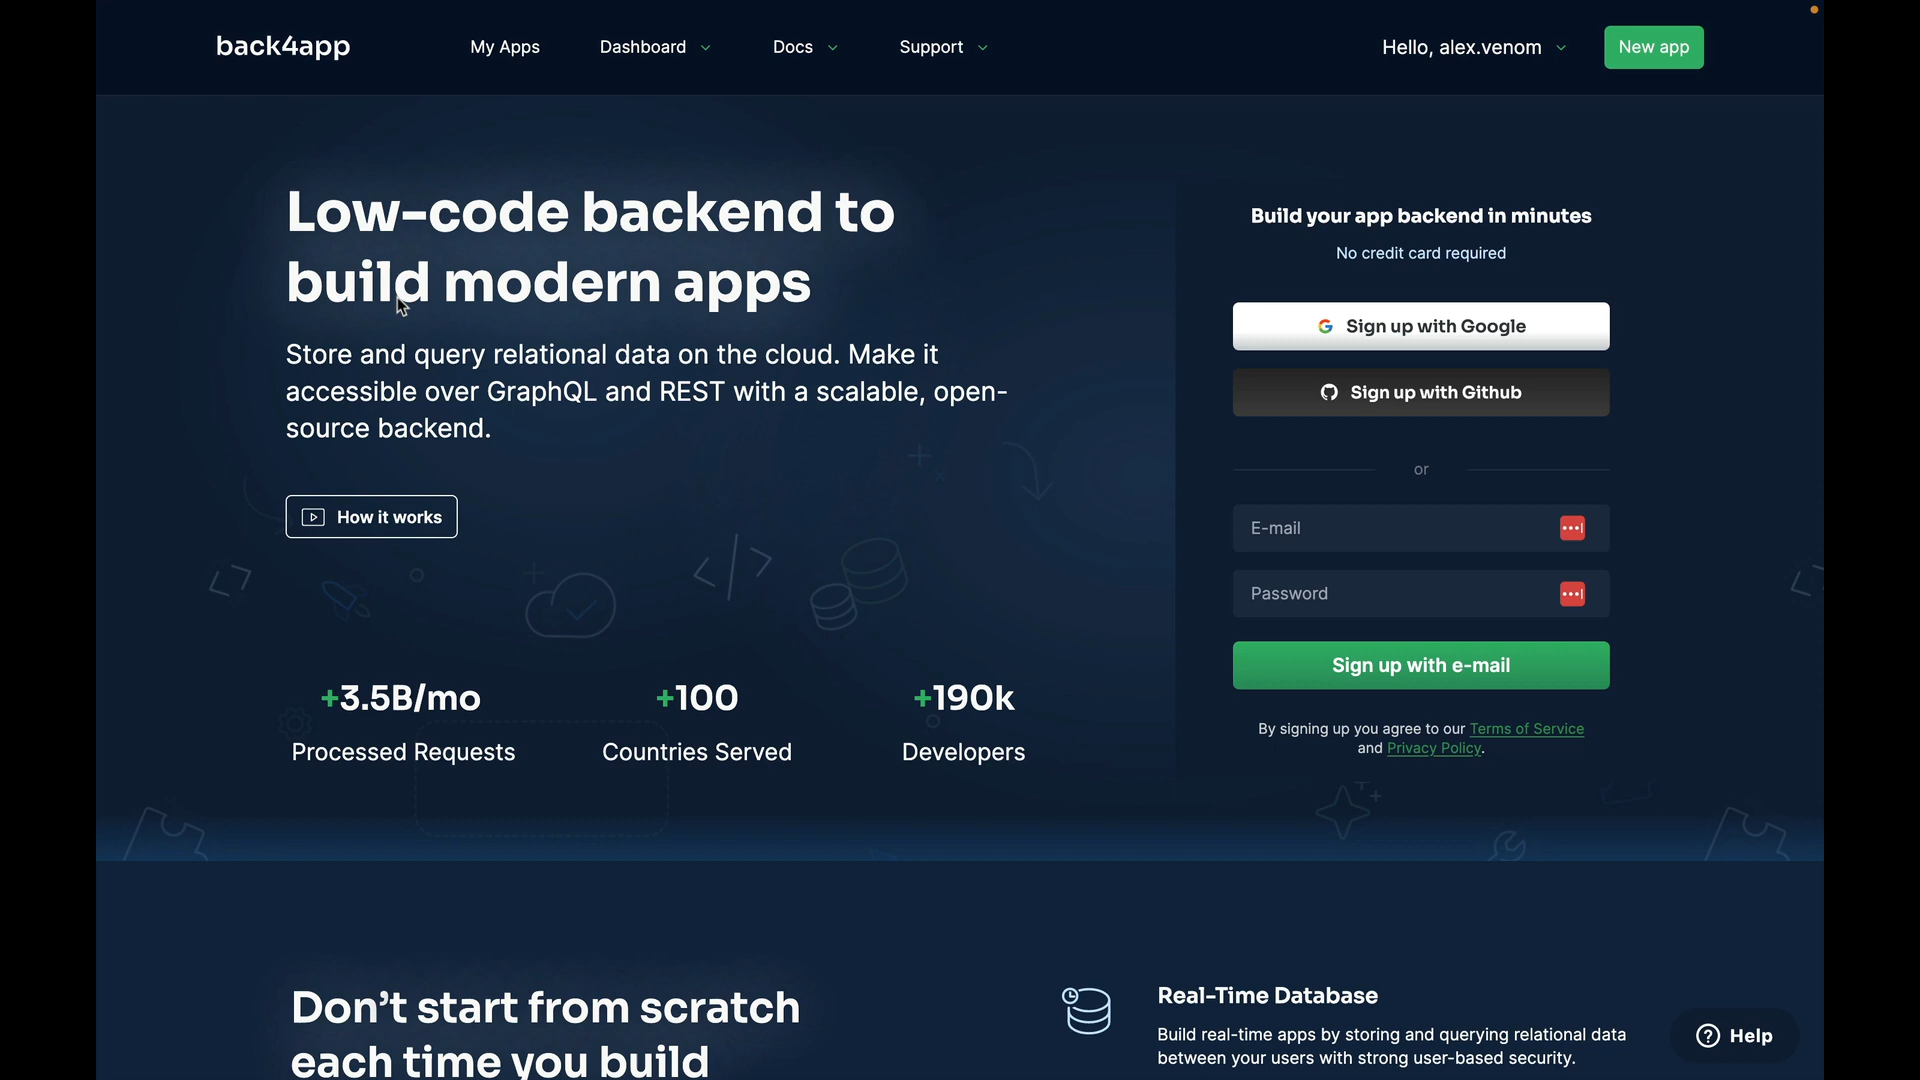 back4app
My Apps
Dashboard
Docs
Support
Hello, alex.venom
New app
Low-code backend to
build modern apps
Store and query relational data on the cloud. Make it
accessible over GraphQL and REST with a scalable, open-
source backend.
How it works
+3.5B/mo
Processed Requests
+100
Countries Served
+190k
Developers
Build your app backend in minutes
No credit card required
Sign up with Google
Sign up with Github
or
E-mail
Password
Sign up with e-mail
By signing up you agree to our Terms of Service
and Privacy Policy.
Don’t start from scratch
each time you build
Real-Time Database
Build real-time apps by storing and querying relational data
between your users with strong user-based security.
Help